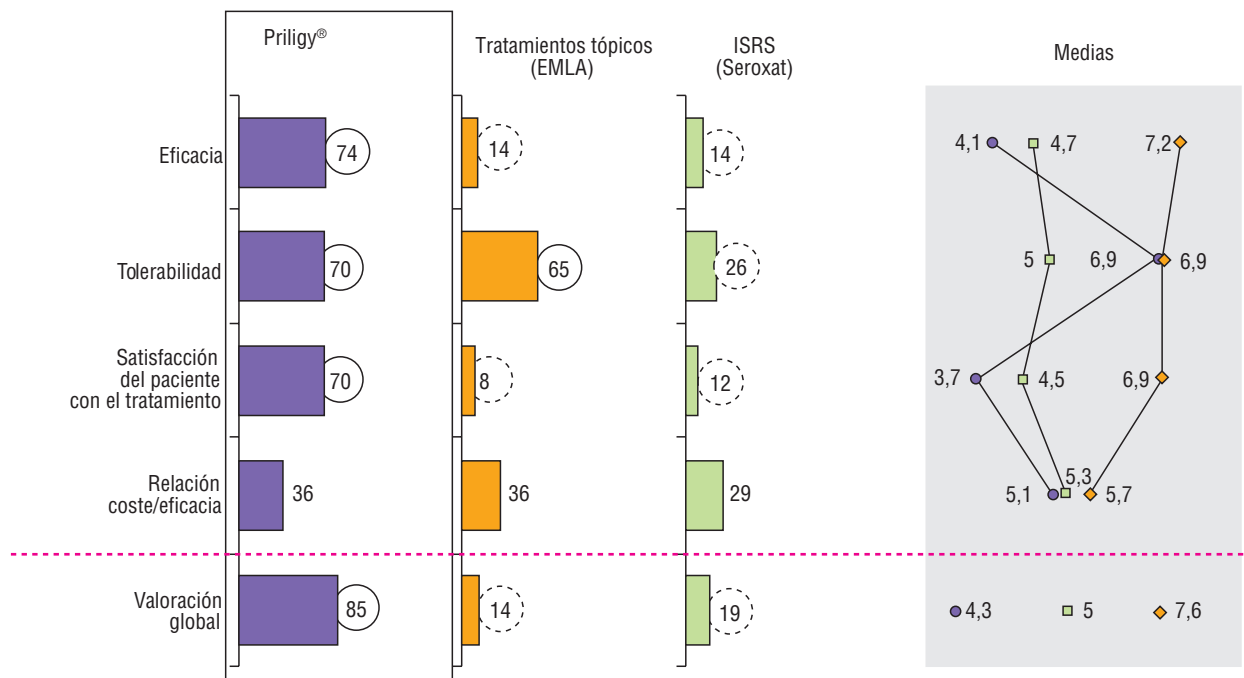 Priligy®
Tratamientos tópicos
(EMLA)
ISRS
(Seroxat)
Medias
Eficacia
74
14
14
4,1
4,7
7,2
Tolerabilidad
70
65
26
5
6,9
6,9
Satisfacción
del paciente
con el tratamiento
70
8
12
3,7
4,5
6,9
Relación
coste/eficacia
36
36
29
5,1
5,3
5,7
Valoración
global
85
14
19
4,3
5
7,6